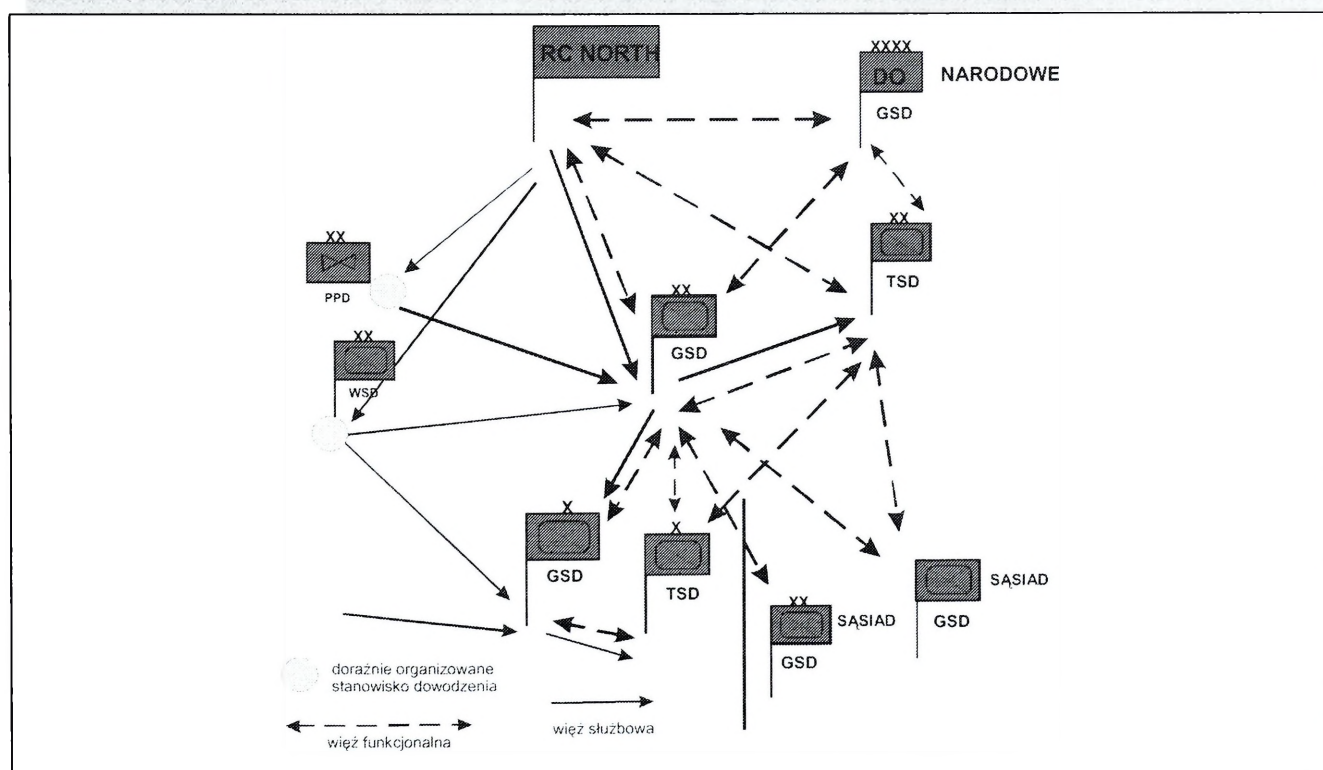 RC NORTH
XXXX
DO
NARODOWE
GSD
XX
TSD
XX
PPD
XX
GSD
XX
WSD
X
GSD
X
TSD
SĄSIAD
GSD
XX
SĄSIAD
GSD
doraźnie organizowane
stanowisko dowodzenia
więź funkcjonalna
więź służbowa